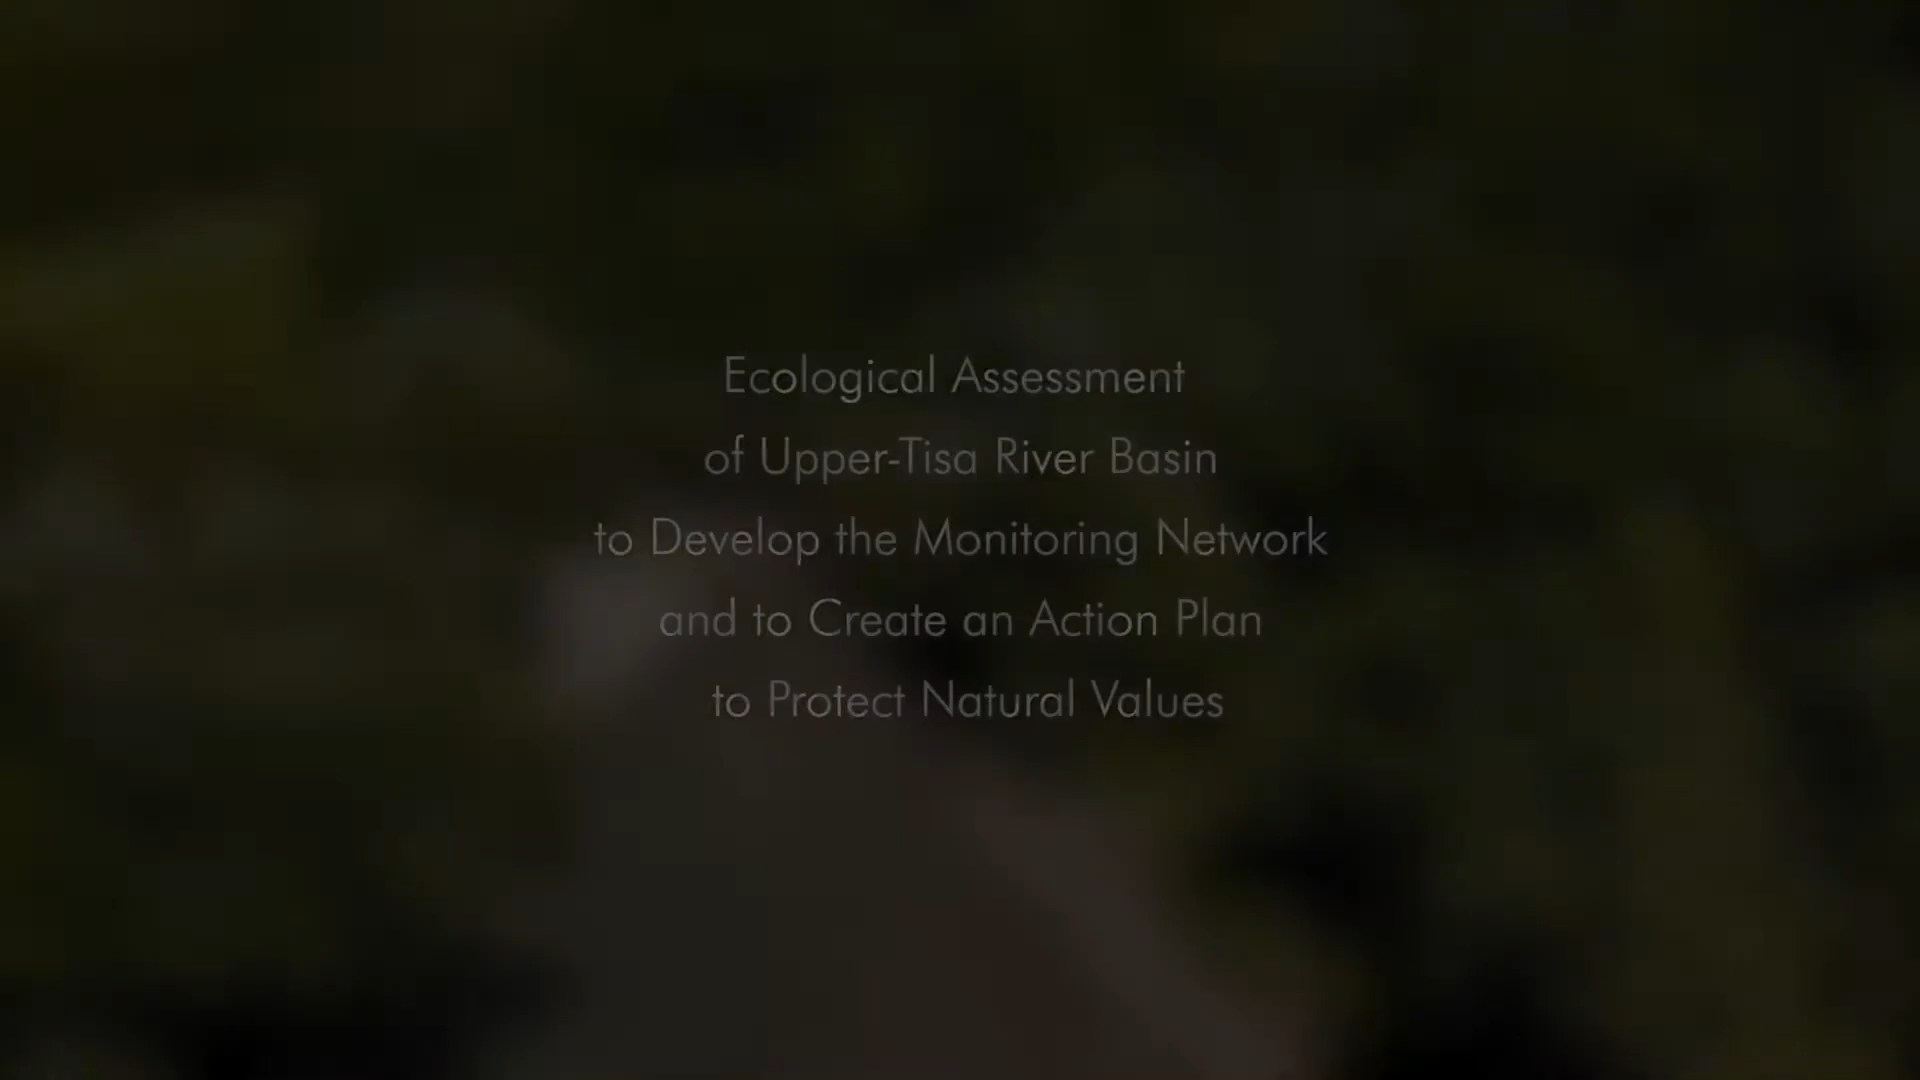 Ecological Assessment
of Upper-Tisa River Basin
to Develop the Monitoring Network
and to Create an Action Plan
to Protect Natural Values